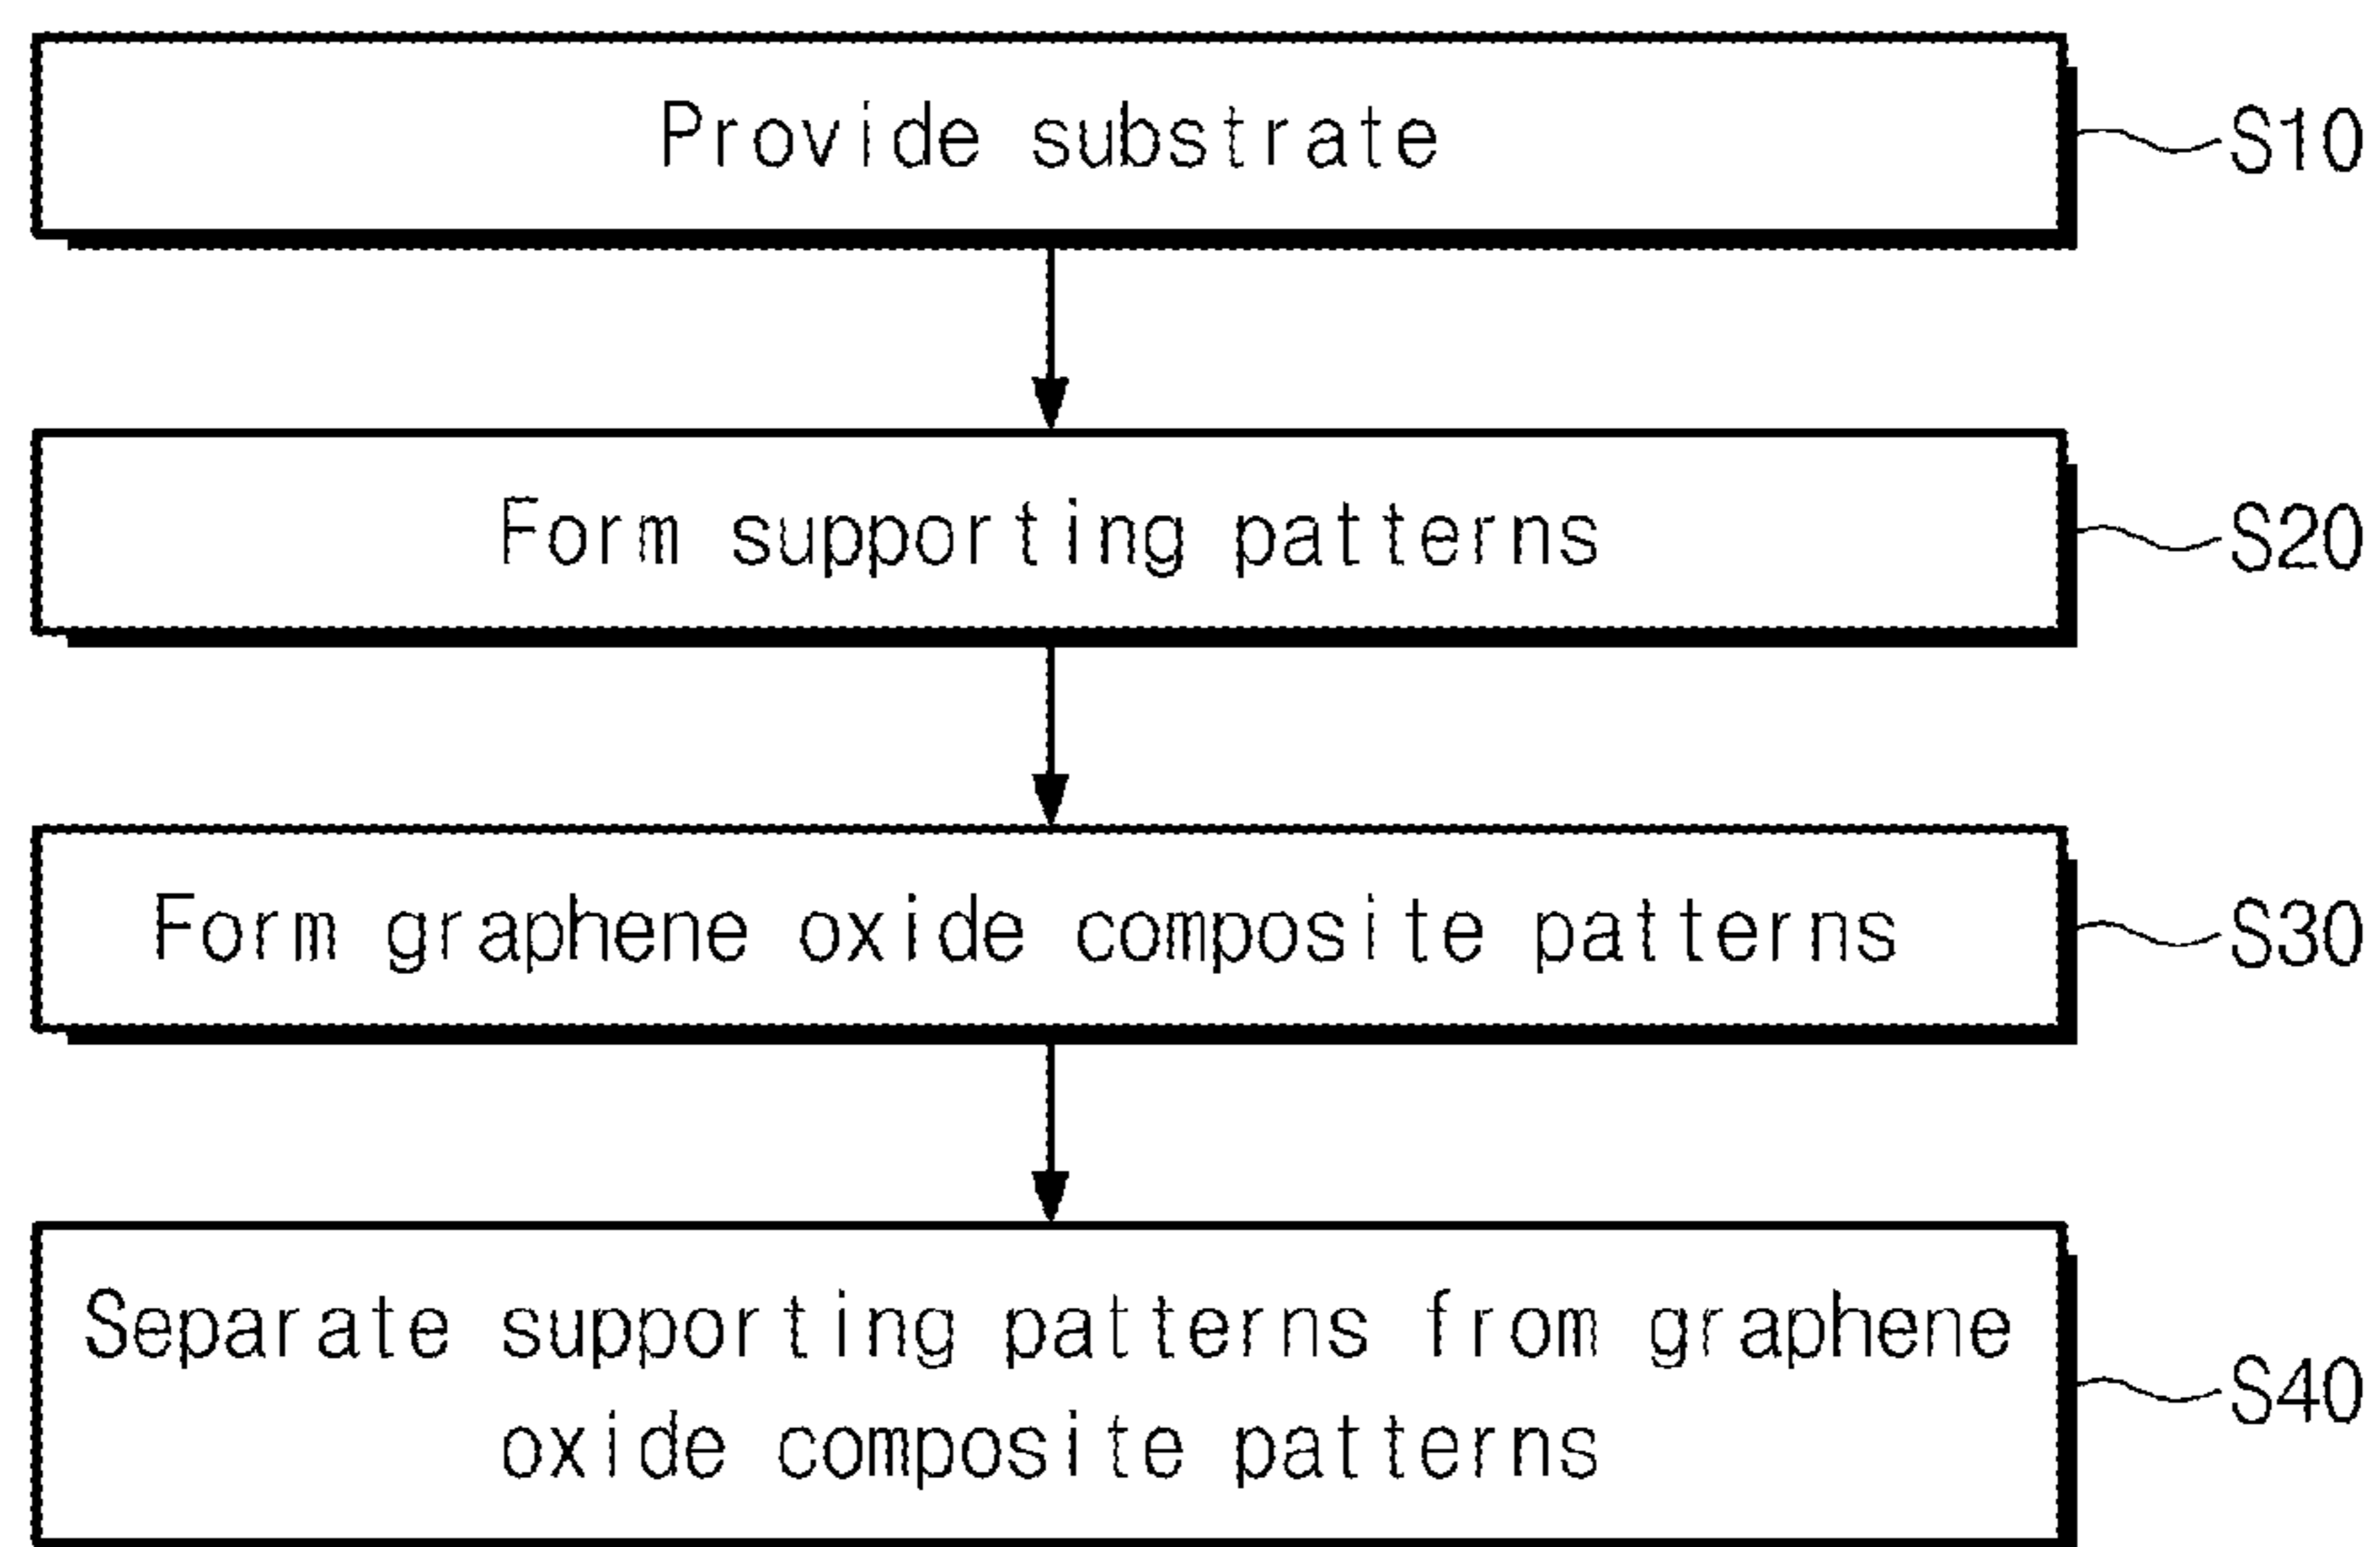 Provide substrate
S10
Form supporting patterns
S20
Form graphene oxide composite patterns
S30
Separate supporting patterns from graphene
oxide composite patterns
S40